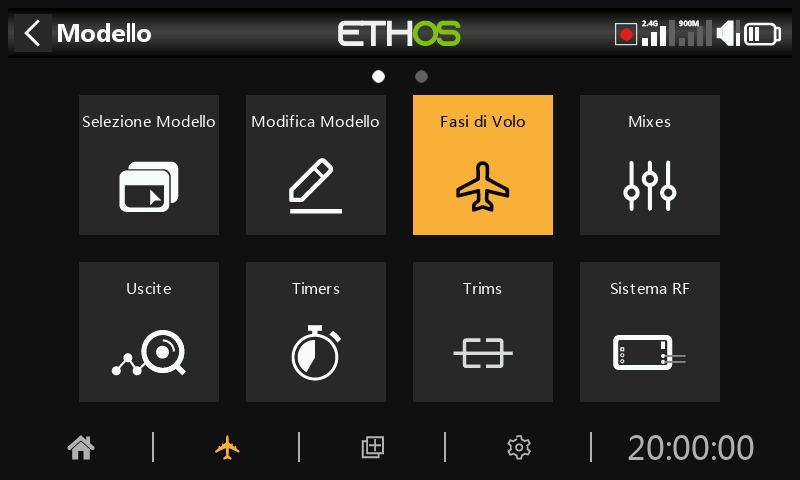 Modello
ETHOS
2.4G
900M
Selezione Modello
Modifica Modello
Fasi di Volo
Mixes
Uscite
Timers
Trims
Sistema RF
20:00:00